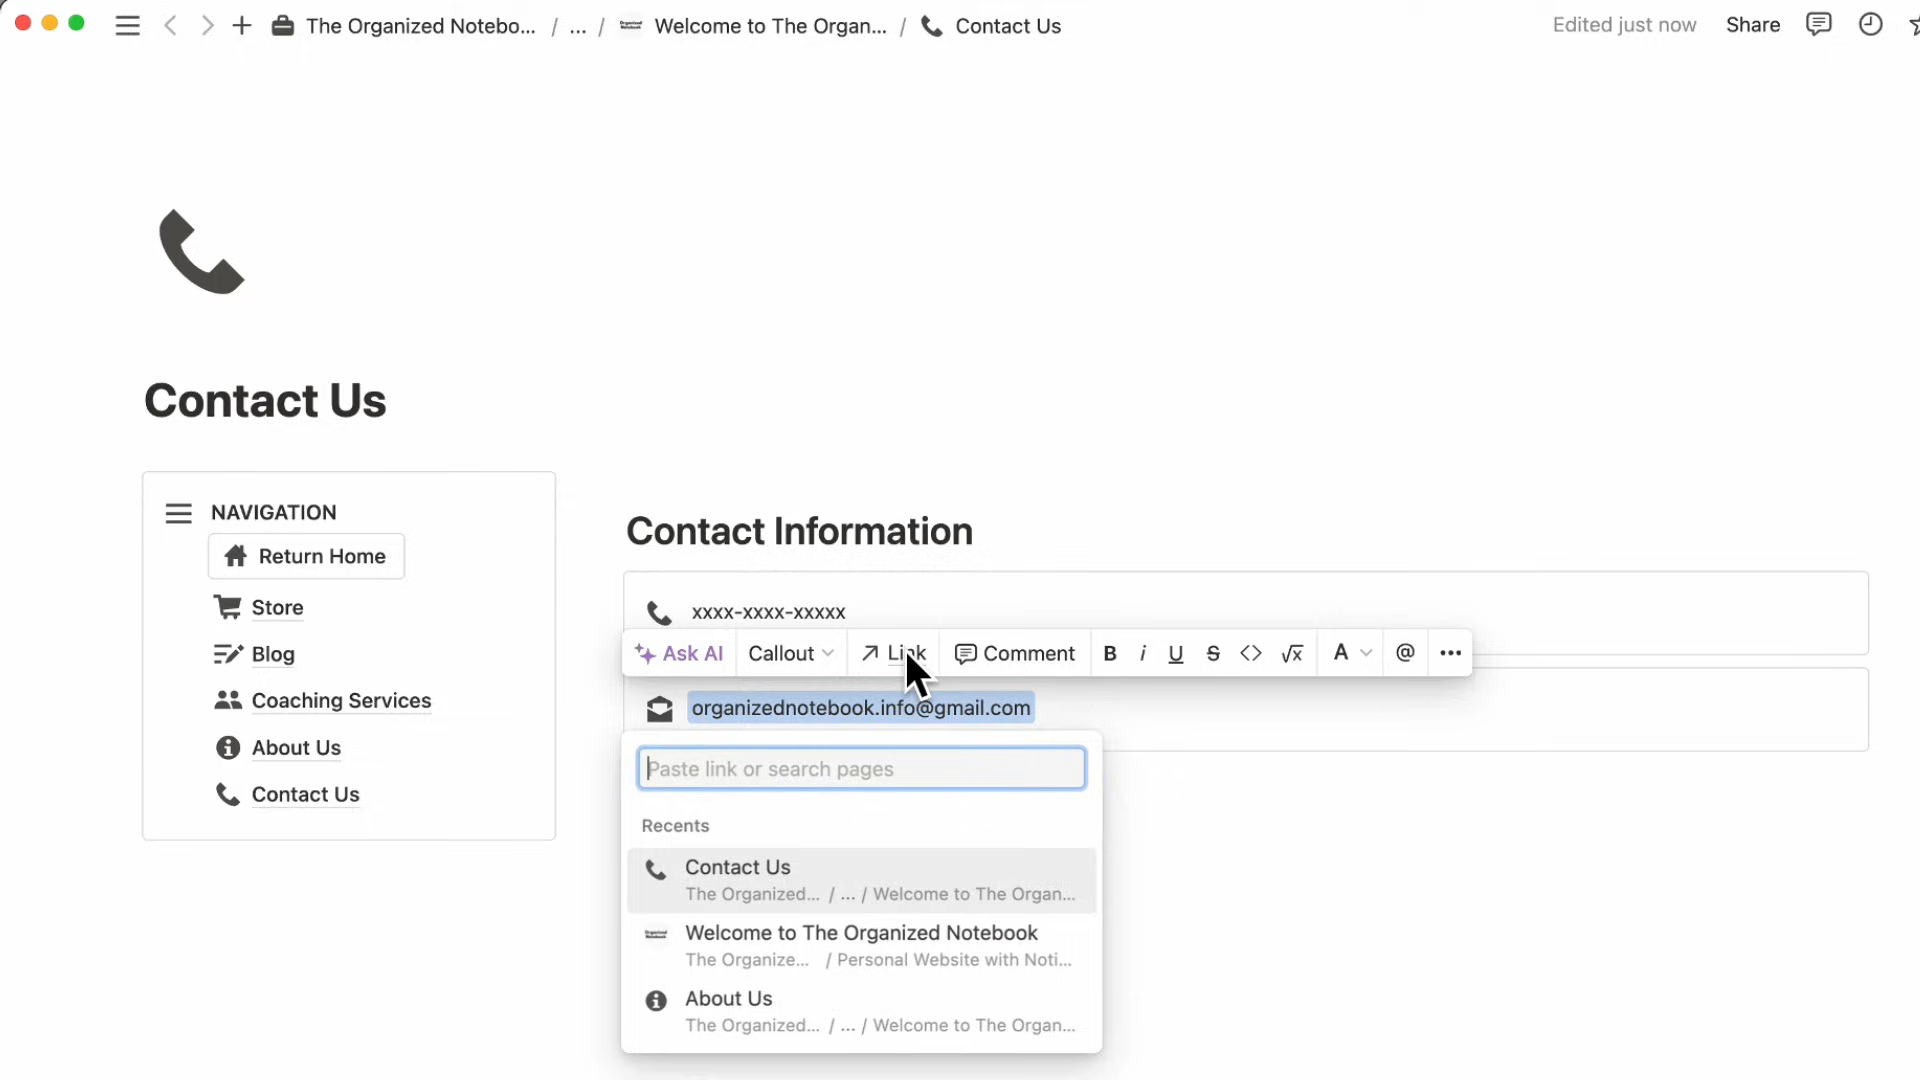 The Organized Notebo... / ... / Welcome to The Organ... / Contact Us
Edited just now Share
Contact Us
NAVIGATION
Return Home
Store
Blog
Coaching Services
About Us
Contact Us
Contact Information
xxxx-xxxx-xxxxx
Ask AI Callout Link Comment B i U S <> √x A @ •••
organizednotebook.info@gmail.com
Paste link or search pages
Recents
Contact Us
The Organized... / ... / Welcome to The Organ...
Welcome to The Organized Notebook
The Organize... / Personal Website with Noti...
About Us
The Organized... / ... / Welcome to The Organ...